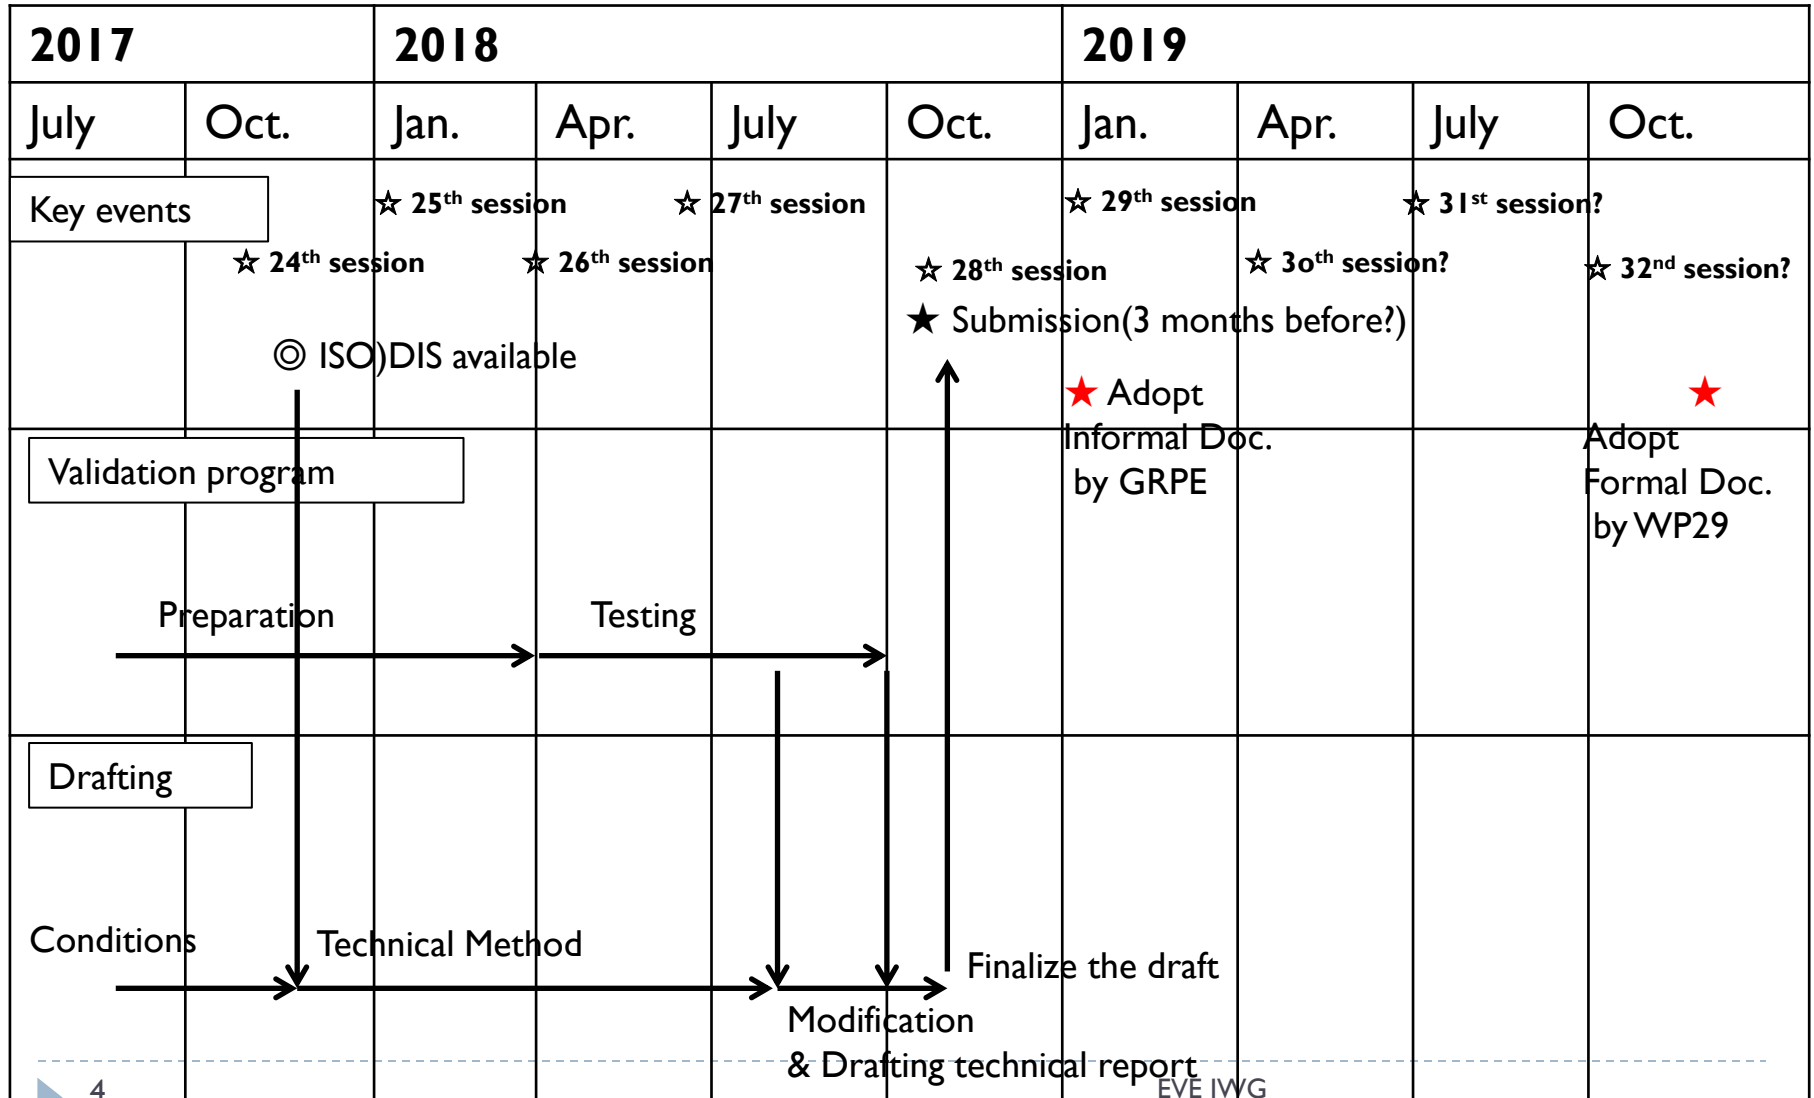 2017 2018 2019
July Oct. Jan. Apr. July Oct. Jan. Apr. July Oct.
Key events
☆ 25th session ☆ 27th session ☆ 29th session ☆ 31st session?
☆ 24th session ☆ 26th session ☆ 28th session ☆ 3oth session? ☆ 32nd session?
★ Submission(3 months before?)
◎ ISO)DIS available
★ Adopt
Informal Doc.
by GRPE
★
Adopt
Formal Doc.
by WP29
Validation program
Preparation Testing
Drafting
Conditions Technical Method
Finalize the draft
Modification
& Drafting technical report
4 EVE IWG